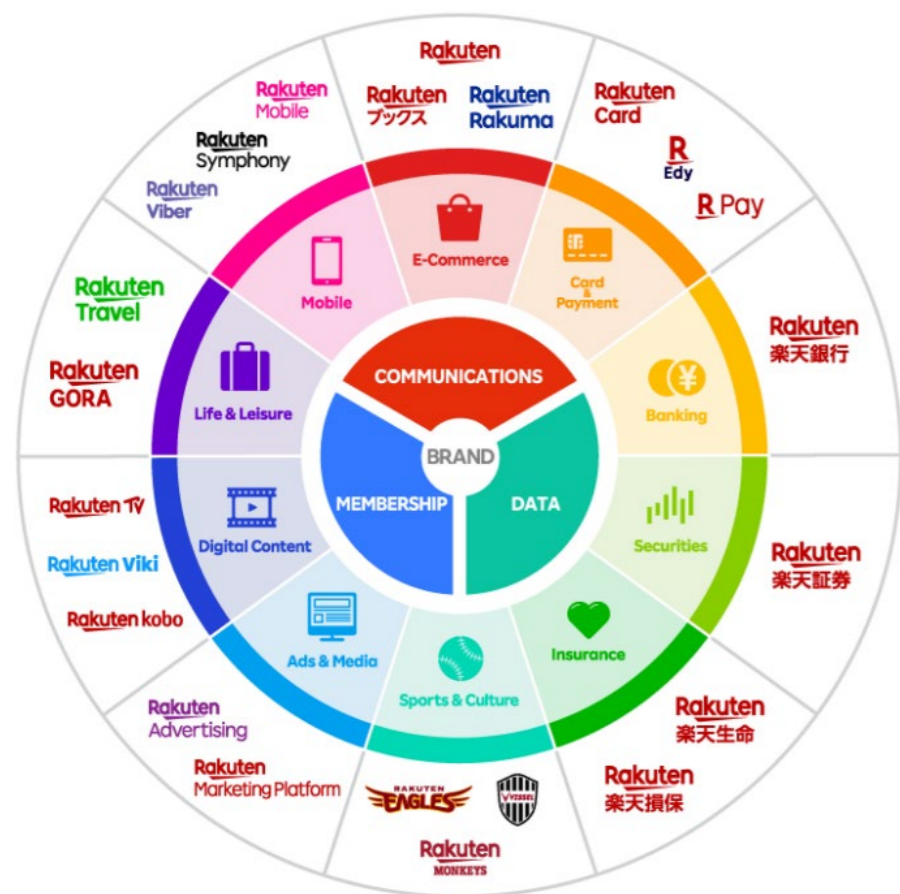 Rakuten
Rakuten
ブックス
Rakuten
Rakuma
Rakuten
Card
R
Edy
R Pay
Rakuten
楽天銀行
Rakuten
楽天証券
Rakuten
楽天生命
Rakuten
楽天損保
RAKUTEN
EAGLES
VISSEL
Rakuten
MONKEYS
Rakuten
Marketing Platform
Rakuten
Advertising
Rakuten kobo
Rakuten Viki
Rakuten TV
Rakuten
GORA
Rakuten
Travel
Rakuten
Viber
Rakuten
Symphony
Rakuten
Mobile
E-Commerce
Card
&
Payment
¥
Banking
Securities
Insurance
Sports & Culture
Ads & Media
Digital Content
Life & Leisure
Mobile
COMMUNICATIONS
BRAND
MEMBERSHIP
DATA